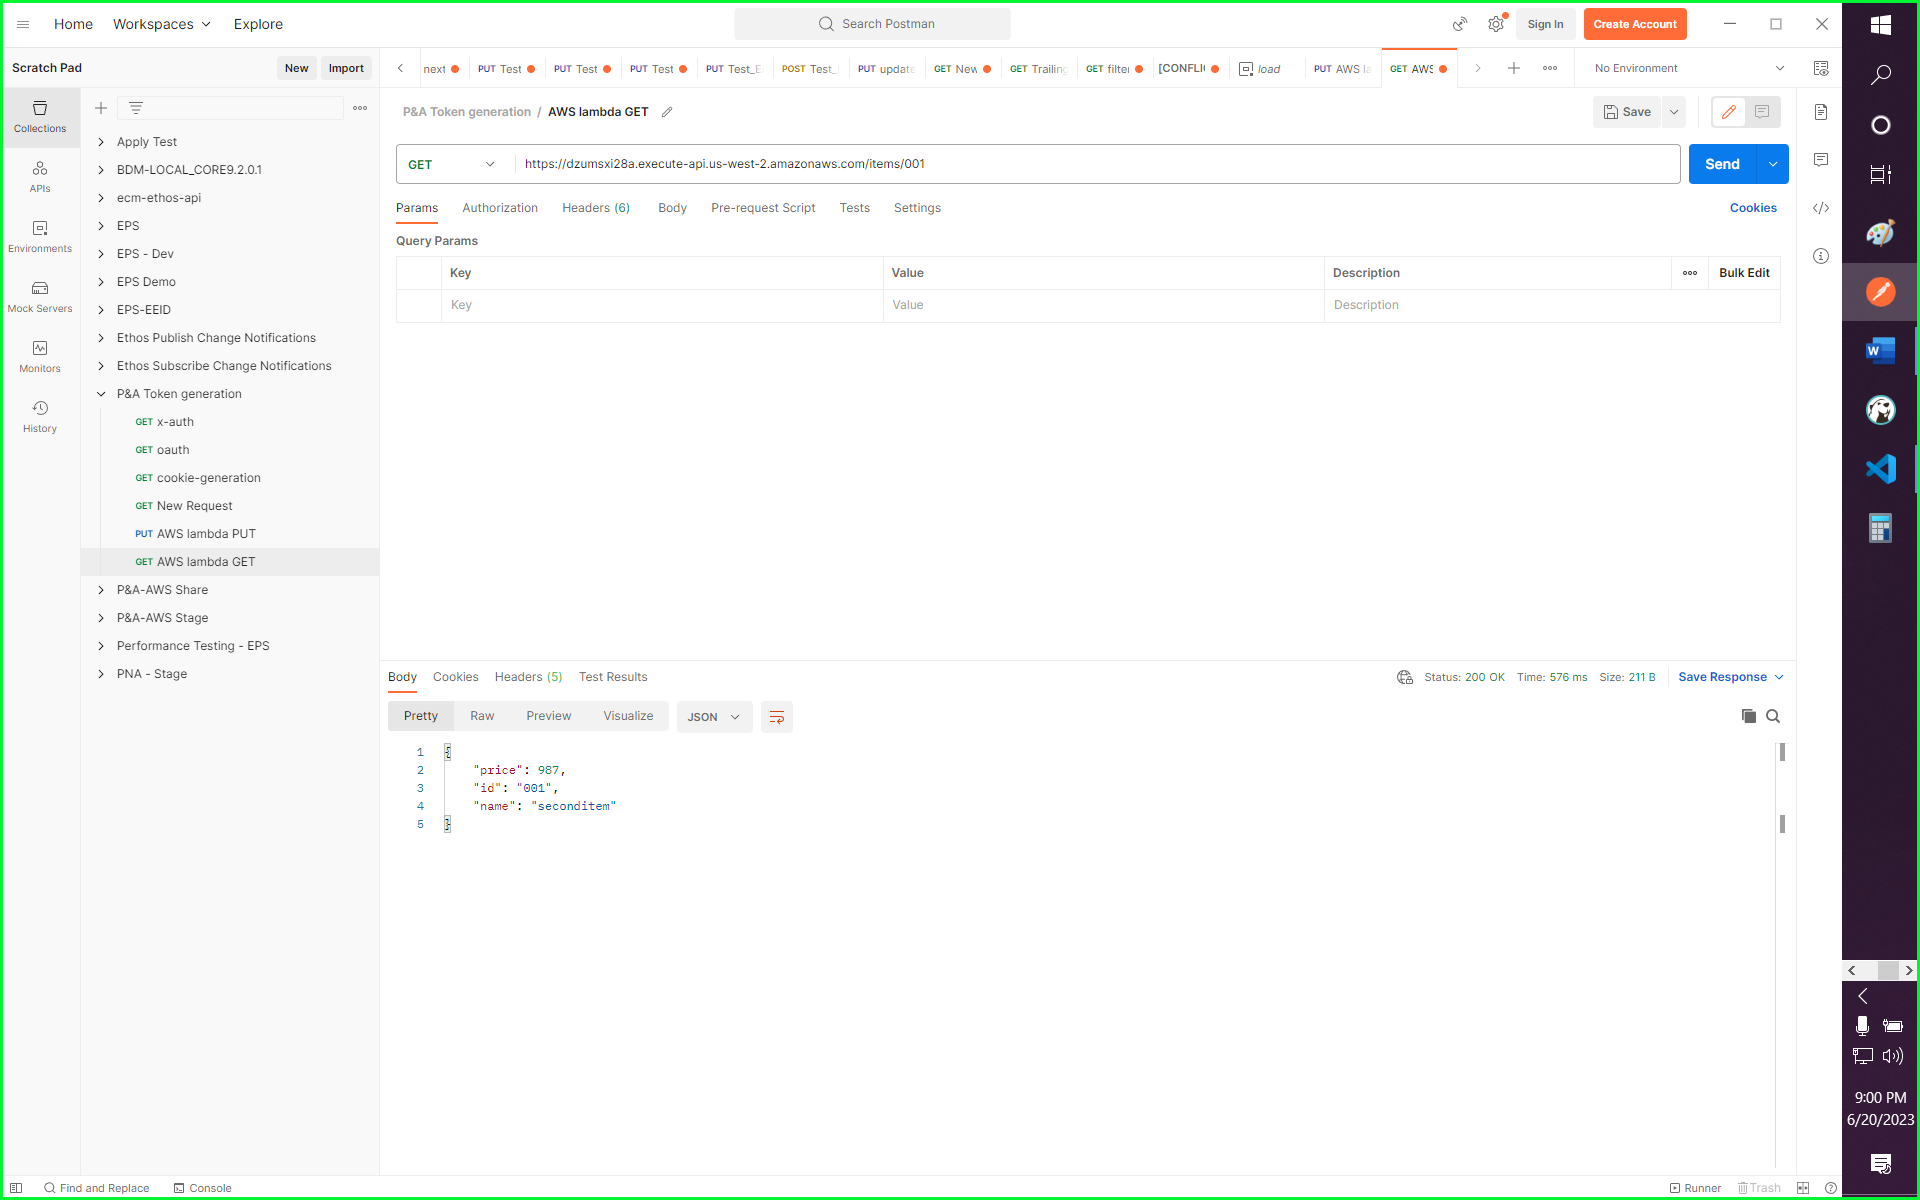 Home Workspaces Explore Search Postman Sign In Create Account
Scratch Pad New Import
next PUT Test PUT Test PUT Test PUT Test_E POST Test_ PUT update GET New GET Trailing GET filter [CONFLIC load PUT AWS la GET AWS No Environment
Collections
APIs
Environments
Mock Servers
Monitors
History
Apply Test
BDM-LOCAL_CORE9.2.0.1
ecm-ethos-api
EPS
EPS - Dev
EPS Demo
EPS-EEID
Ethos Publish Change Notifications
Ethos Subscribe Change Notifications
P&A Token generation
GET x-auth
GET oauth
GET cookie-generation
GET New Request
PUT AWS lambda PUT
GET AWS lambda GET
P&A-AWS Share
P&A-AWS Stage
Performance Testing - EPS
PNA - Stage
P&A Token generation / AWS lambda GET Save
GET https://dzumsxi28a.execute-api.us-west-2.amazonaws.com/items/001 Send
Params Authorization Headers (6) Body Pre-request Script Tests Settings Cookies
Query Params
Key Value Description Bulk Edit
Key Value Description
Body Cookies Headers (5) Test Results Status: 200 OK Time: 576 ms Size: 211 B Save Response
Pretty Raw Preview Visualize JSON
1 {
2 "price": 987,
3 "id": "001",
4 "name": "seconditem"
5 }
Find and Replace Console Runner Trash
9:00 PM
6/20/2023